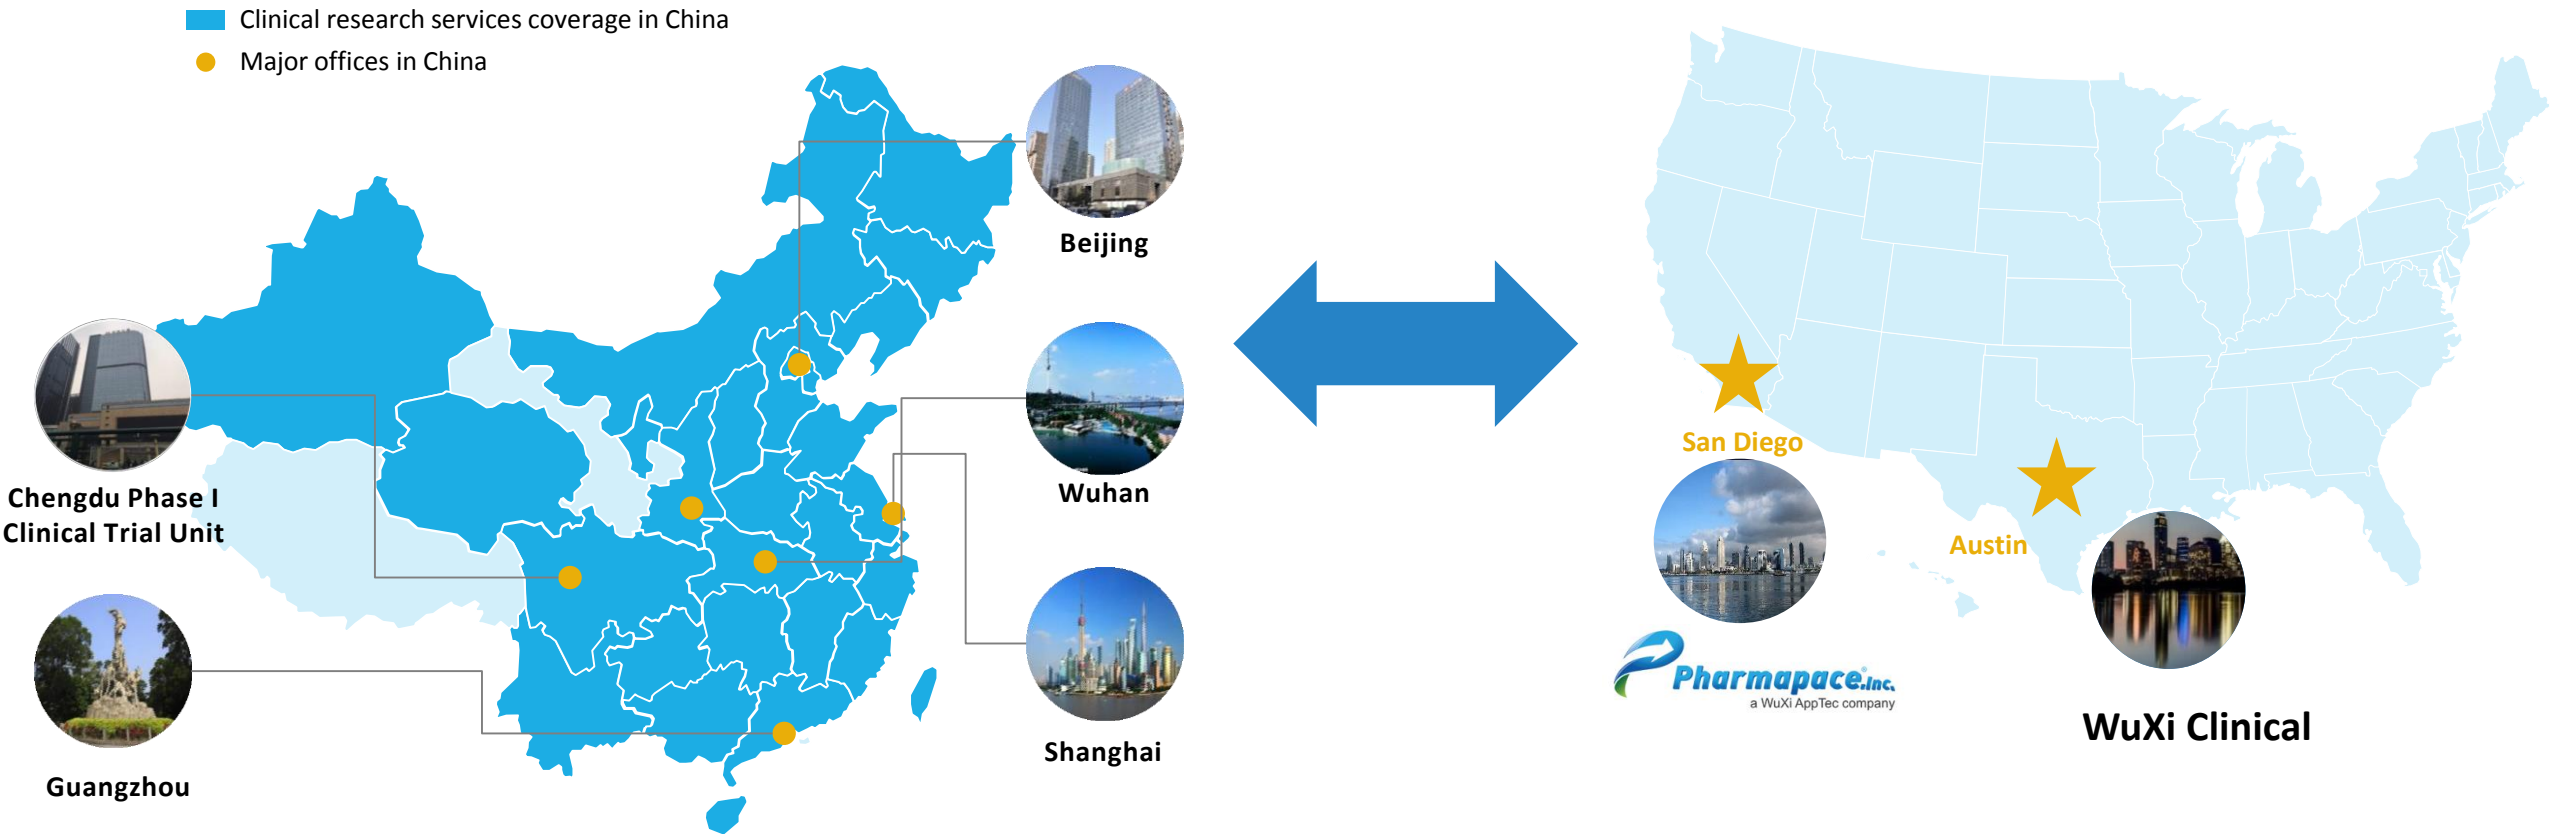 Clinical research services coverage in China
Major offices in China
Beijing
Wuhan
Shanghai
Chengdu Phase I
Clinical Trial Unit
Guangzhou
San Diego
Austin
Pharmapace.Inc.
a WuXi AppTec company
WuXi Clinical